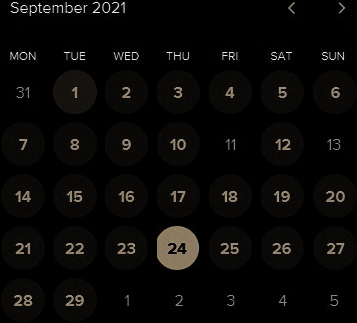 September 2021
MON TUE WED THU FRI SAT SUN
31 1 2 3 4 5 6
7 8 9 10 11 12 13
14 15 16 17 18 19 20
21 22 23 24 25 26 27
28 29 1 2 3 4 5